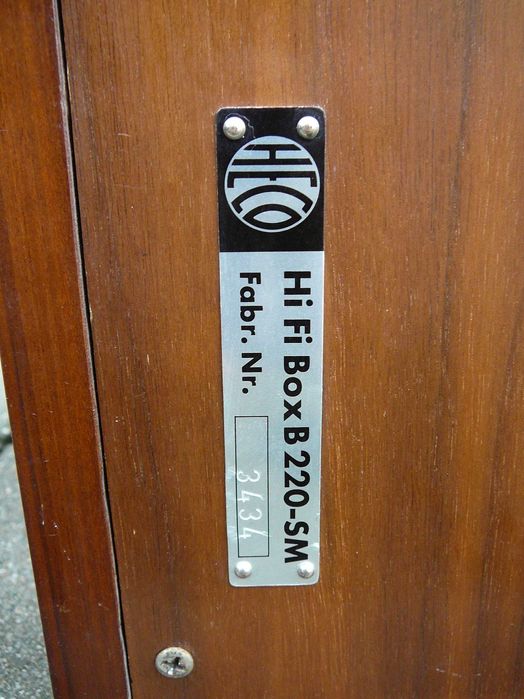 HECO
Hi Fi Box B 220-SM
Fabr. Nr. 3434